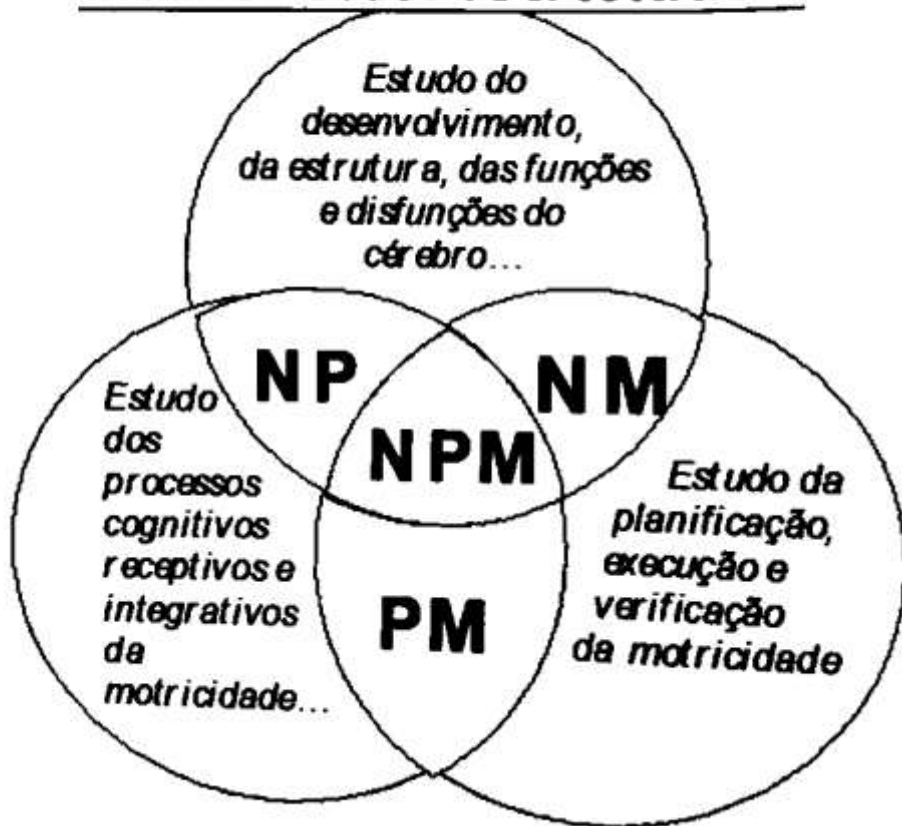 Estudo do
desenvolvimento,
da estrutura, das funções
e disfunções do
cérebro...
NP
NM
NPM
PM
Estudo
dos
processos
cognitivos
receptivos e
integrativos
da
motricidade...
Estudo da
planificação,
execução e
verificação
da motricidade